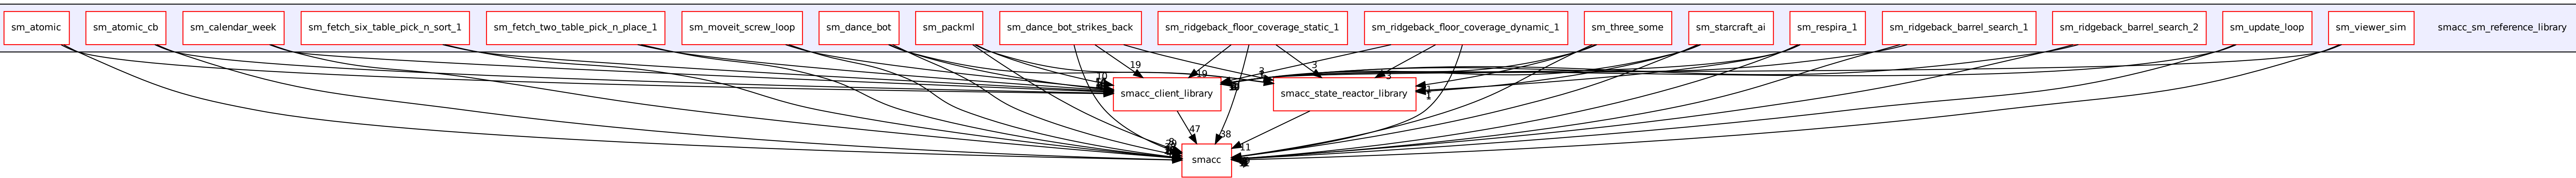 sm_atomic
sm_atomic_cb
sm_calendar_week
sm_fetch_six_table_pick_n_sort_1
sm_fetch_two_table_pick_n_place_1
sm_moveit_screw_loop
sm_dance_bot
sm_packml
sm_dance_bot_strikes_back
sm_ridgeback_floor_coverage_static_1
sm_ridgeback_floor_coverage_dynamic_1
sm_three_some
sm_starcraft_ai
sm_respira_1
sm_ridgeback_barrel_search_1
sm_ridgeback_barrel_search_2
sm_update_loop
sm_viewer_sim
smacc_sm_reference_library
19
19
3
3
smacc_client_library
smacc_state_reactor_library
47
38
11
smacc